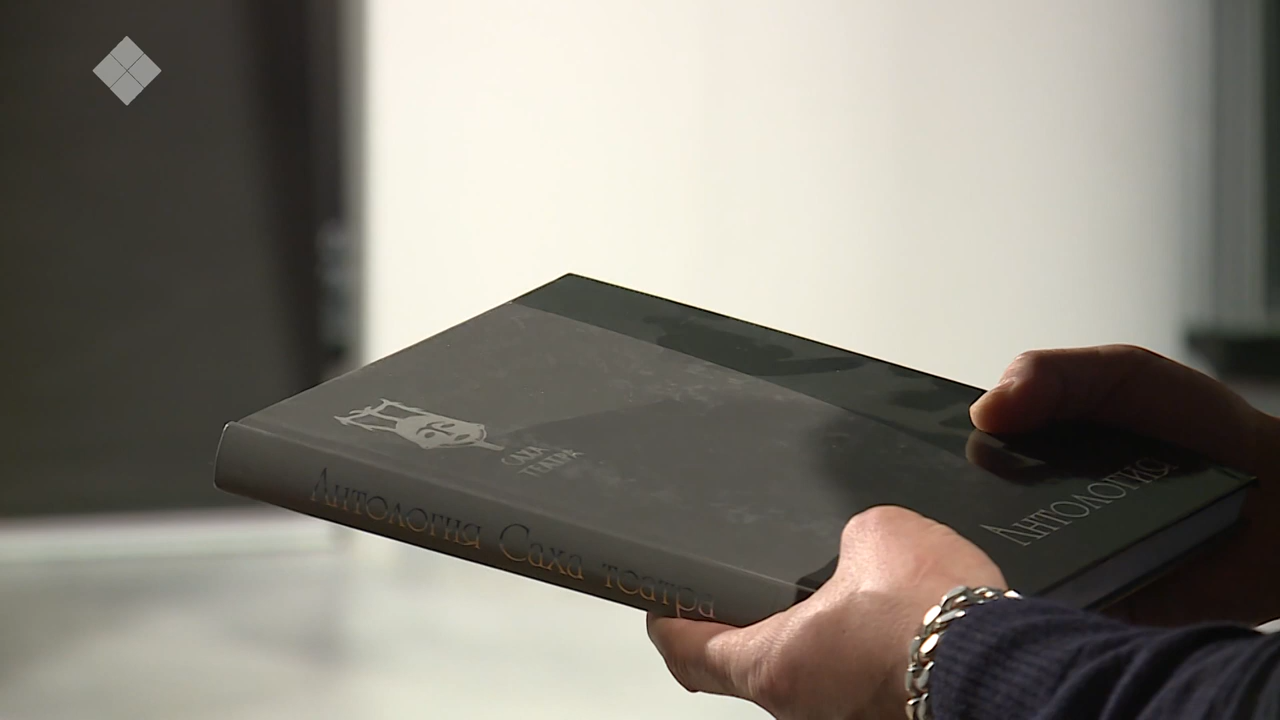 САХА
ТЕАТРА
Антология
Антология Саха театра